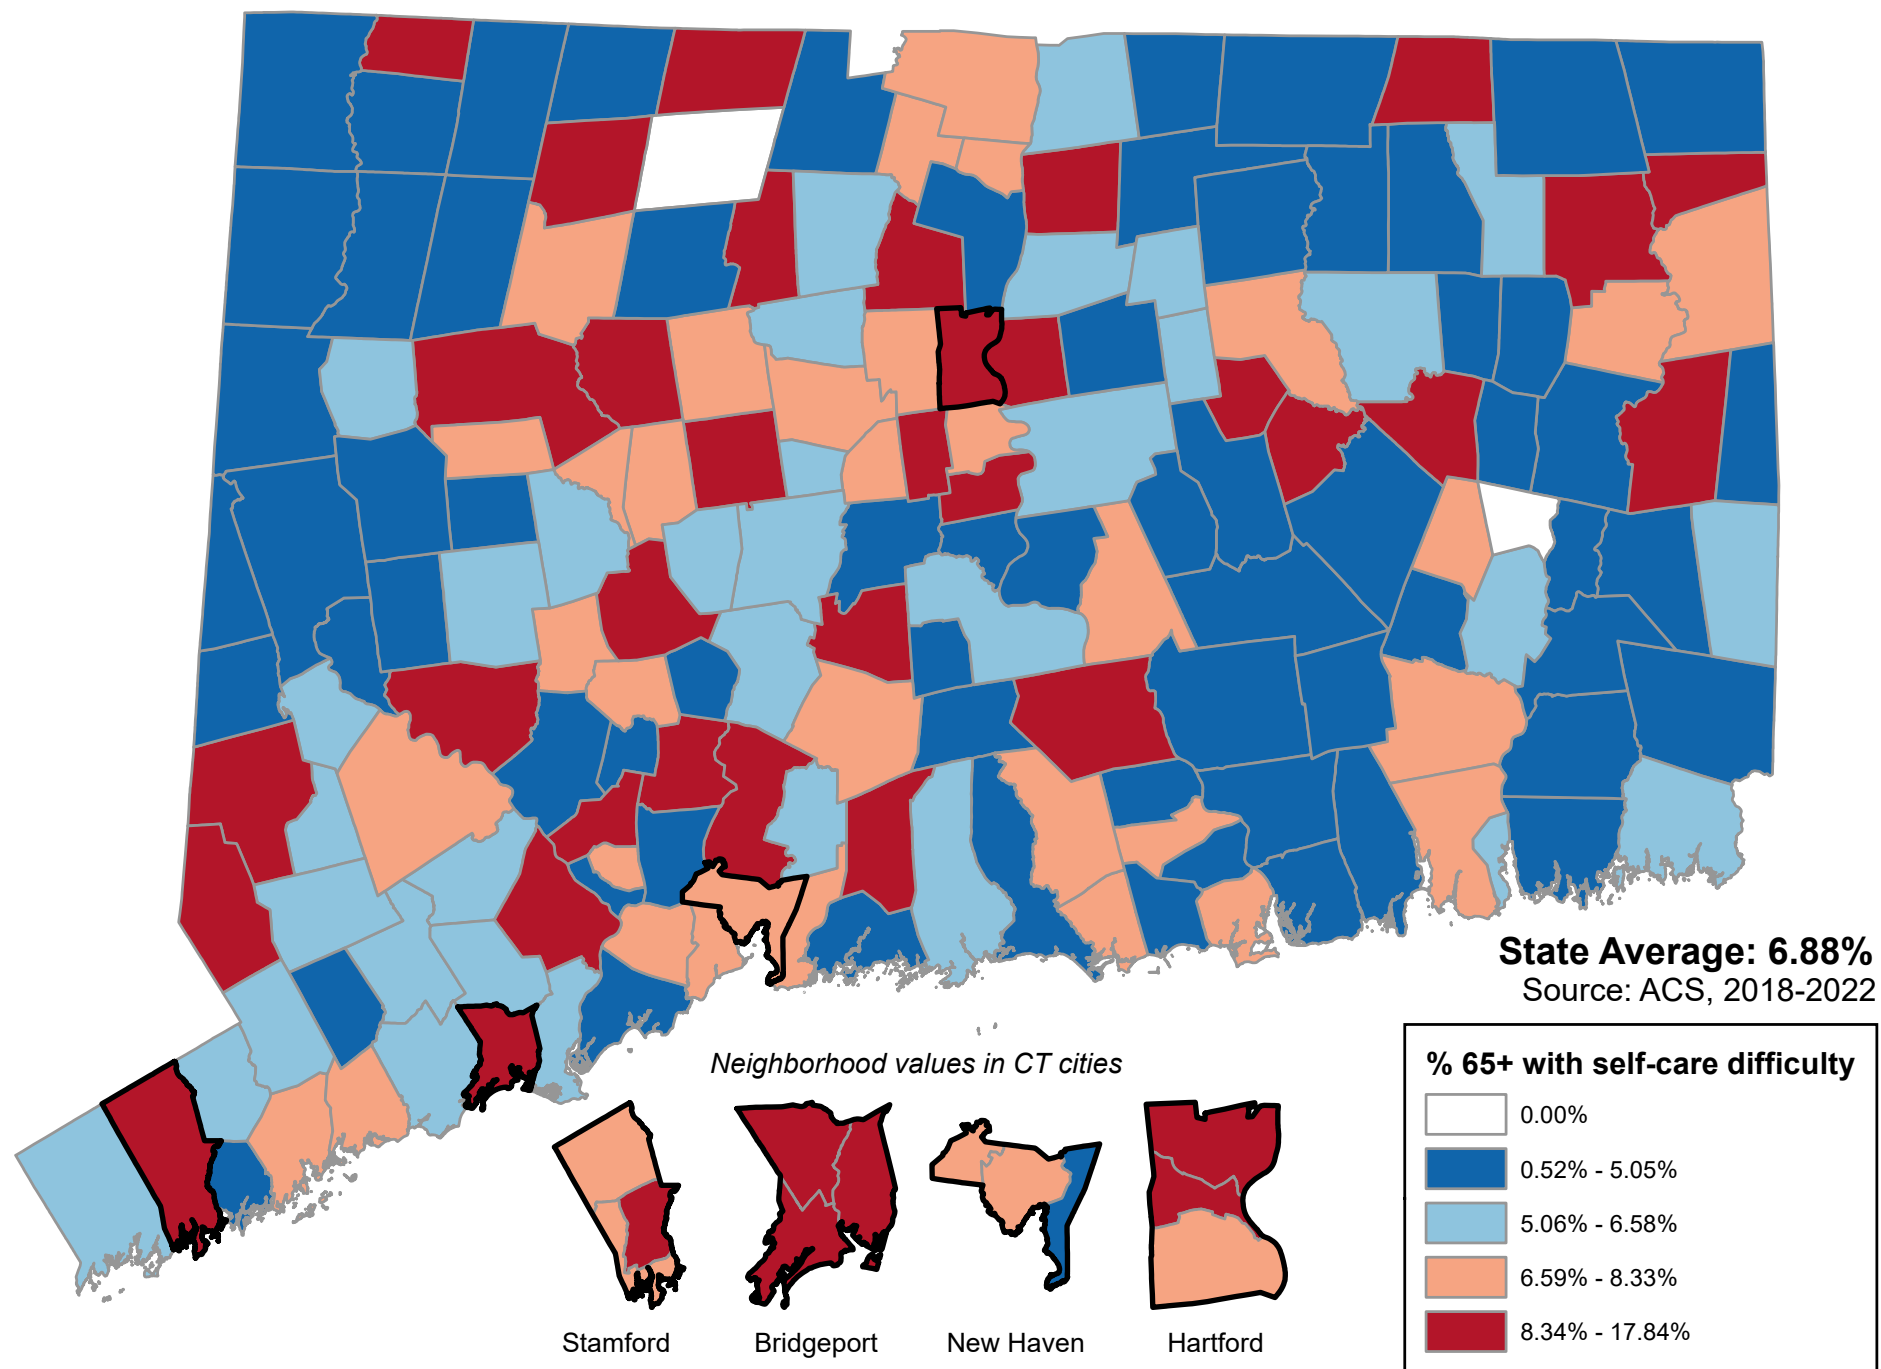 State Average: 6.88%
Source: ACS, 2018-2022
Neighborhood values in CT cities
% 65+ with self-care difficulty
0.00%
0.52% - 5.05%
5.06% - 6.58%
6.59% - 8.33%
8.34% - 17.84%
Stamford
Bridgeport
New Haven
Hartford